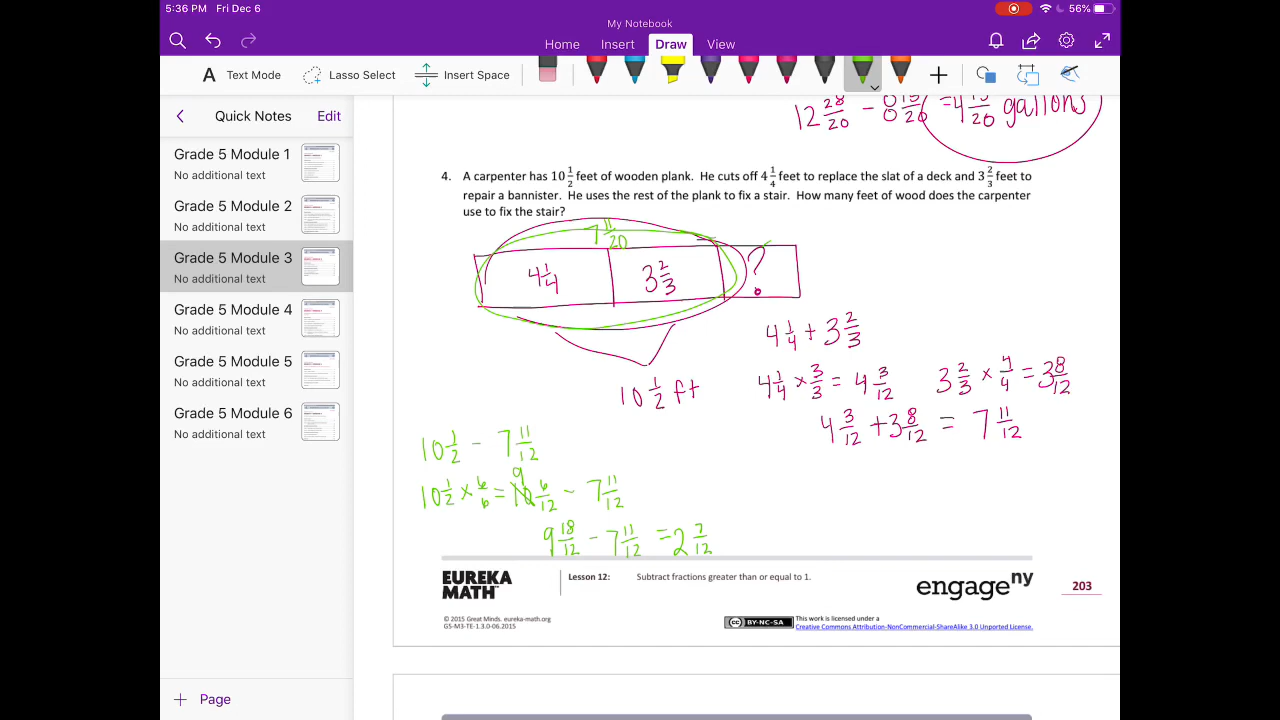 5:36 PM Fri Dec 6
56%
My Notebook
Home Insert Draw View
A Text Mode Lasso Select Insert Space
Quick Notes Edit
Grade 5 Module 1
No additional text
Grade 5 Module 2
No additional text
Grade 5 Module 3
No additional text
Grade 5 Module 4
No additional text
Grade 5 Module 5
No additional text
Grade 5 Module 6
No additional text
+ Page
gallons
4. A carpenter has 10 1/2 feet of wooden plank. He cuts off 4 1/4 feet to replace the slat of a deck and 3 2/3 feet to
repair a bannister. He uses the rest of the plank to fix a stair. How many feet of wood does the carpenter
use to fix the stair?
7 11/20
4 1/4 3 2/3 ?
10 1/2 ft
4 1/4 + 3 2/3
4 1/4 × 3/3 = 4 3/12 3 2/3 × 4/4 = 3 8/12
4 3/12 + 3 8/12 = 7 11/12
10 1/2 - 7 11/12
9
10 1/2 × 6/6 = 10 6/12 - 7 11/12
9 18/12 - 7 11/12 = 2 7/12
EUREKA
MATH™
Lesson 12: Subtract fractions greater than or equal to 1.
engage ny
203
© 2015 Great Minds. eureka-math.org
G5-M3-TE-1.3.0-06.2015
CC BY-NC-SA
This work is licensed under a
Creative Commons Attribution-NonCommercial-ShareAlike 3.0 Unported License.